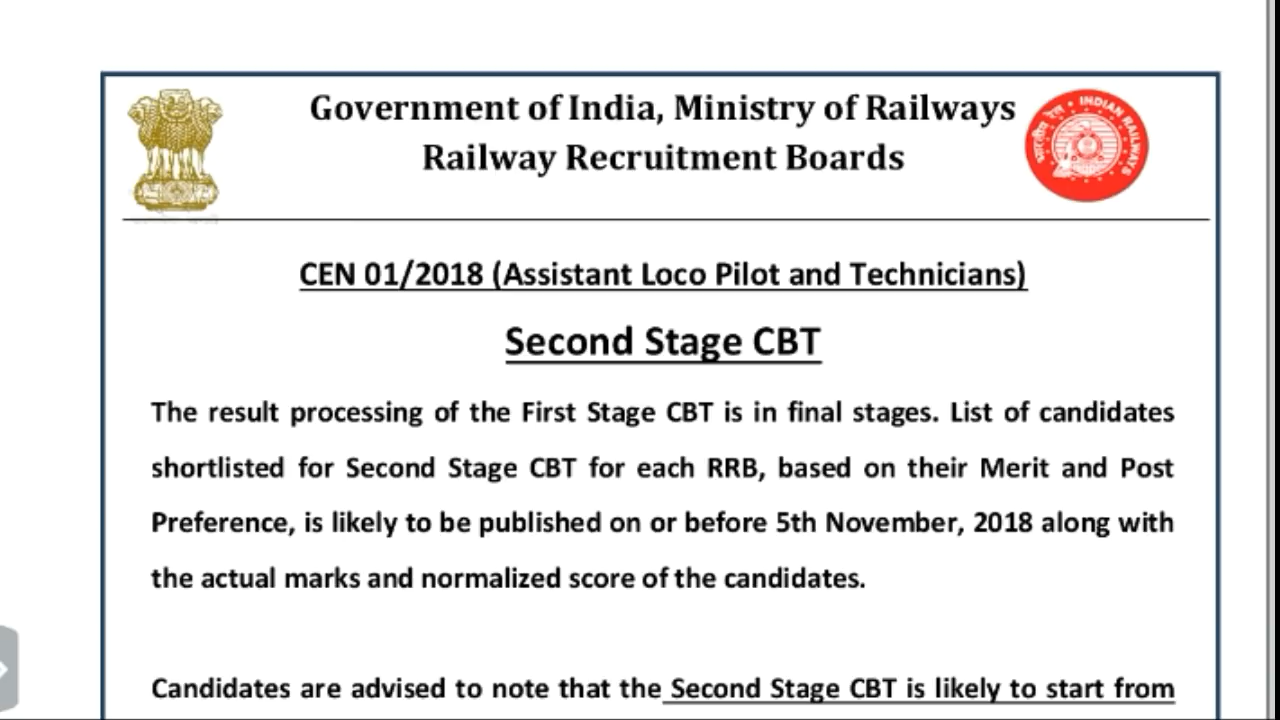 Government of India, Ministry of Railways
Railway Recruitment Boards
भारतीय रेल • INDIAN RAILWAYS
CEN 01/2018 (Assistant Loco Pilot and Technicians)
Second Stage CBT
The result processing of the First Stage CBT is in final stages. List of candidates
shortlisted for Second Stage CBT for each RRB, based on their Merit and Post
Preference, is likely to be published on or before 5th November, 2018 along with
the actual marks and normalized score of the candidates.
Candidates are advised to note that the Second Stage CBT is likely to start from